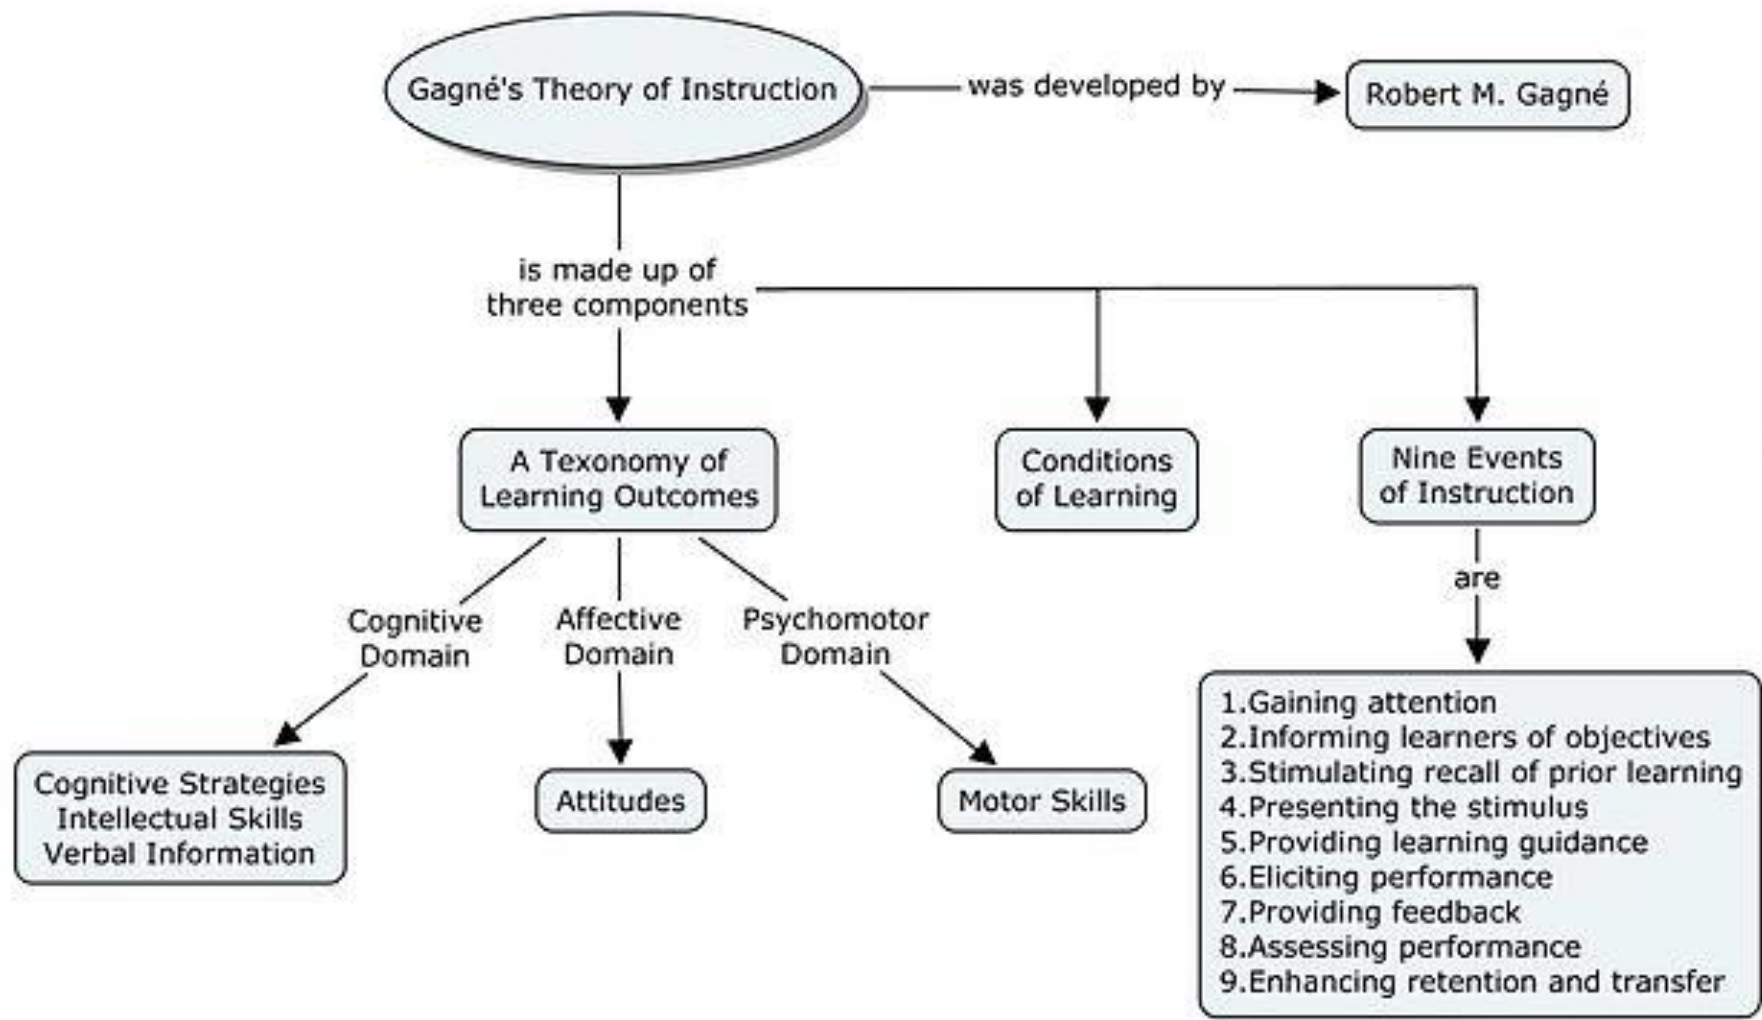 Gagné's Theory of Instruction
was developed by
Robert M. Gagné
is made up of
three components
A Texonomy of
Learning Outcomes
Conditions
of Learning
Nine Events
of Instruction
are
Cognitive
Domain
Affective
Domain
Psychomotor
Domain
Cognitive Strategies
Intellectual Skills
Verbal Information
Attitudes
Motor Skills
1.Gaining attention
2.Informing learners of objectives
3.Stimulating recall of prior learning
4.Presenting the stimulus
5.Providing learning guidance
6.Eliciting performance
7.Providing feedback
8.Assessing performance
9.Enhancing retention and transfer